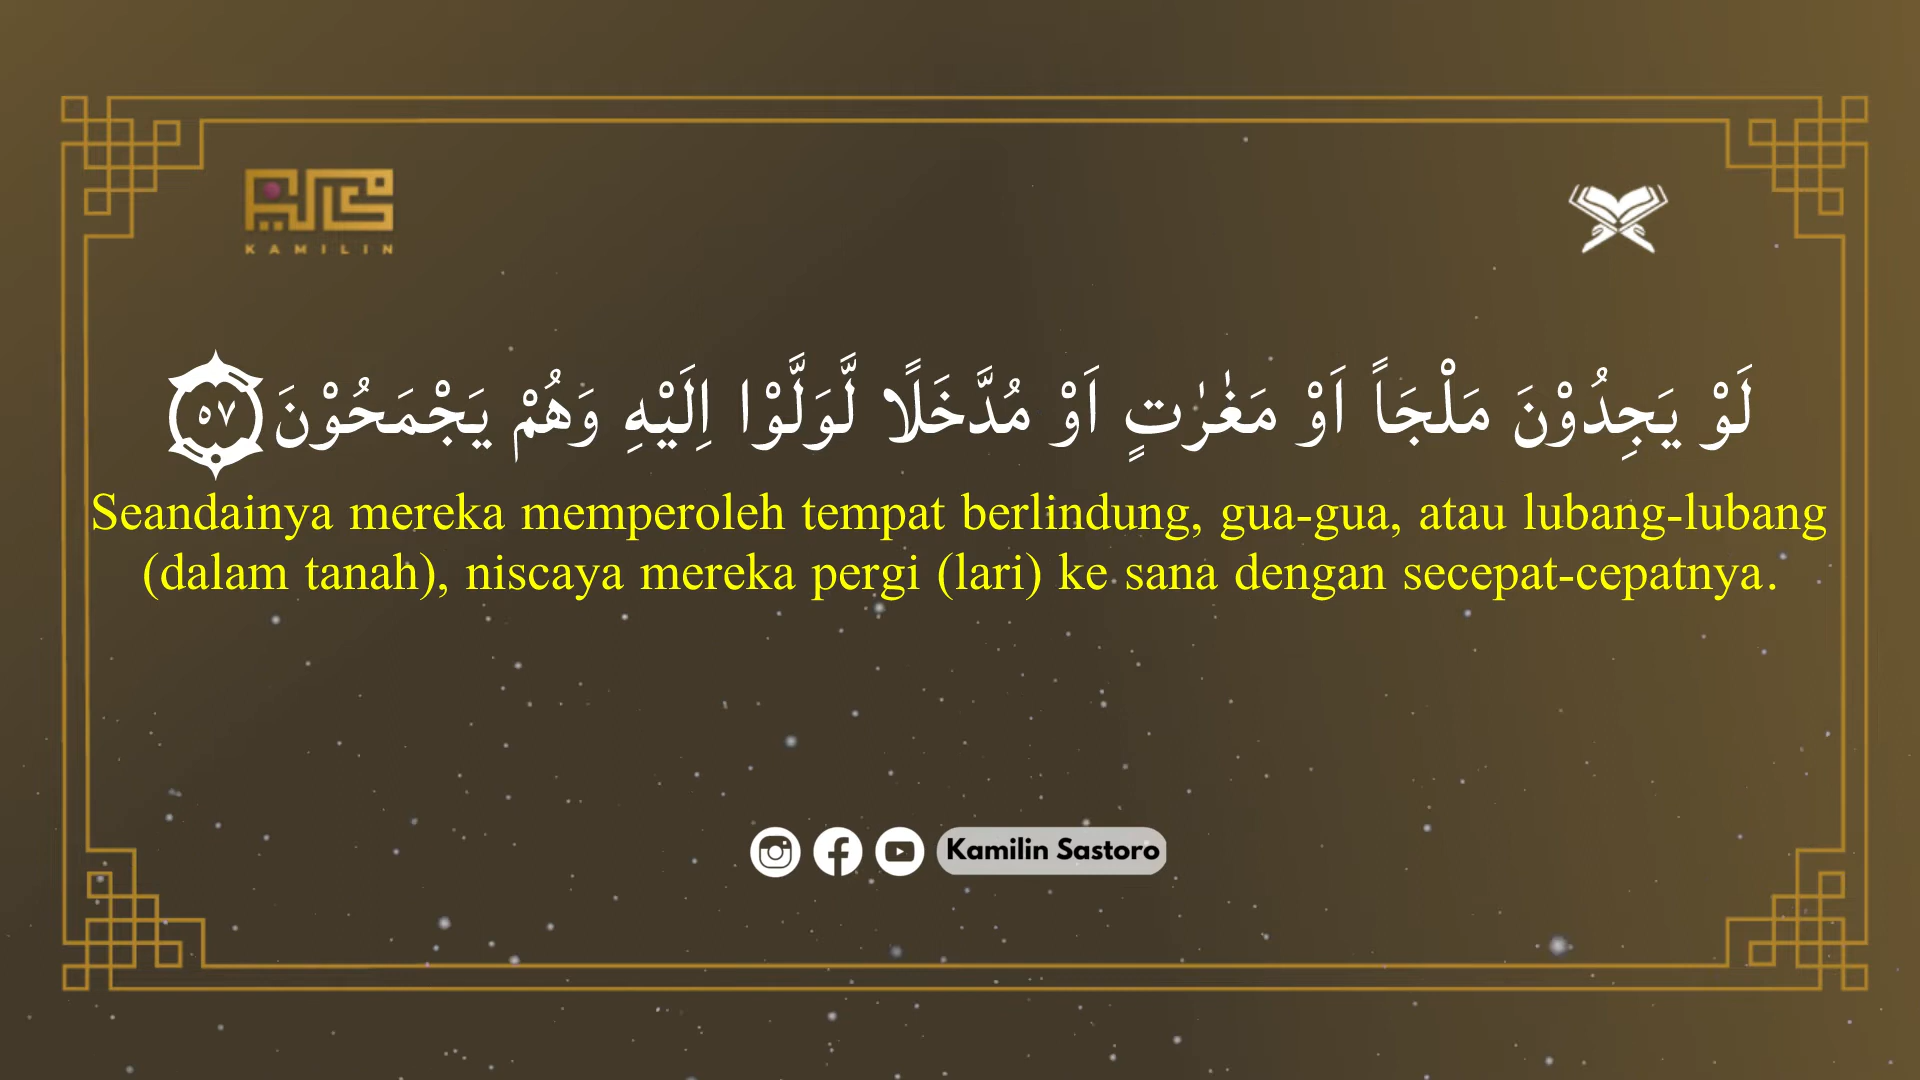 KAMILIN
لَوْ يَجِدُوْنَ مَلْجَاً اَوْ مَغٰرٰتٍ اَوْ مُدَّخَلًا لَّوَلَّوْا اِلَيْهِ وَهُمْ يَجْمَحُوْنَ ٥٧
Seandainya mereka memperoleh tempat berlindung, gua-gua, atau lubang-lubang
(dalam tanah), niscaya mereka pergi (lari) ke sana dengan secepat-cepatnya.
Kamilin Sastoro